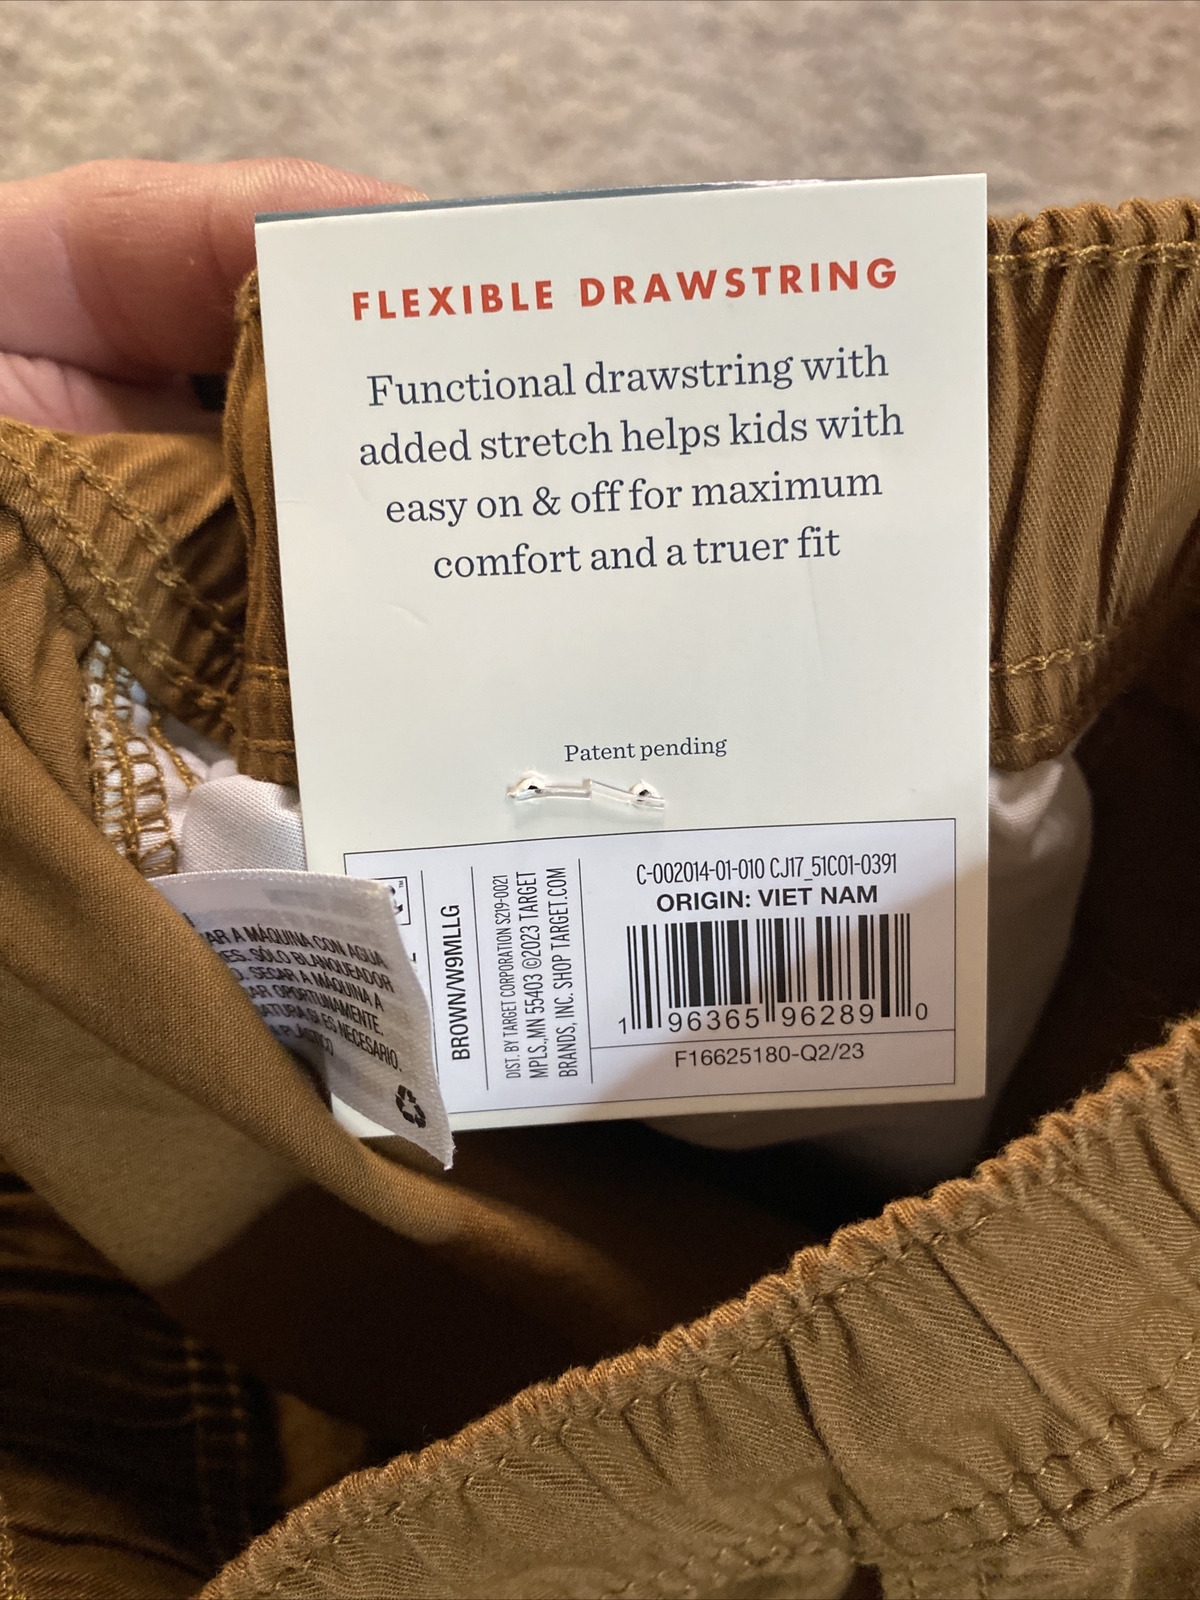 FLEXIBLE DRAWSTRING
Functional drawstring with
added stretch helps kids with
easy on & off for maximum
comfort and a truer fit
Patent pending
C-002014-01-010 CJ17_51C01-0391
ORIGIN: VIET NAM
1 96365 96289 0
F16625180-Q2/23
DIST. BY TARGET CORPORATION S219-0021
MPLS.,MN 55403 ©2023 TARGET
BRANDS, INC. SHOP TARGET.COM
BROWN/W9MLLG
A MÁQUINA CON AGUA
SÓLO BLANQUEADOR
SECAR A MÁQUINA A
OPORTUNAMENTE.
SI ES NECESARIO.
PLÁSTICO